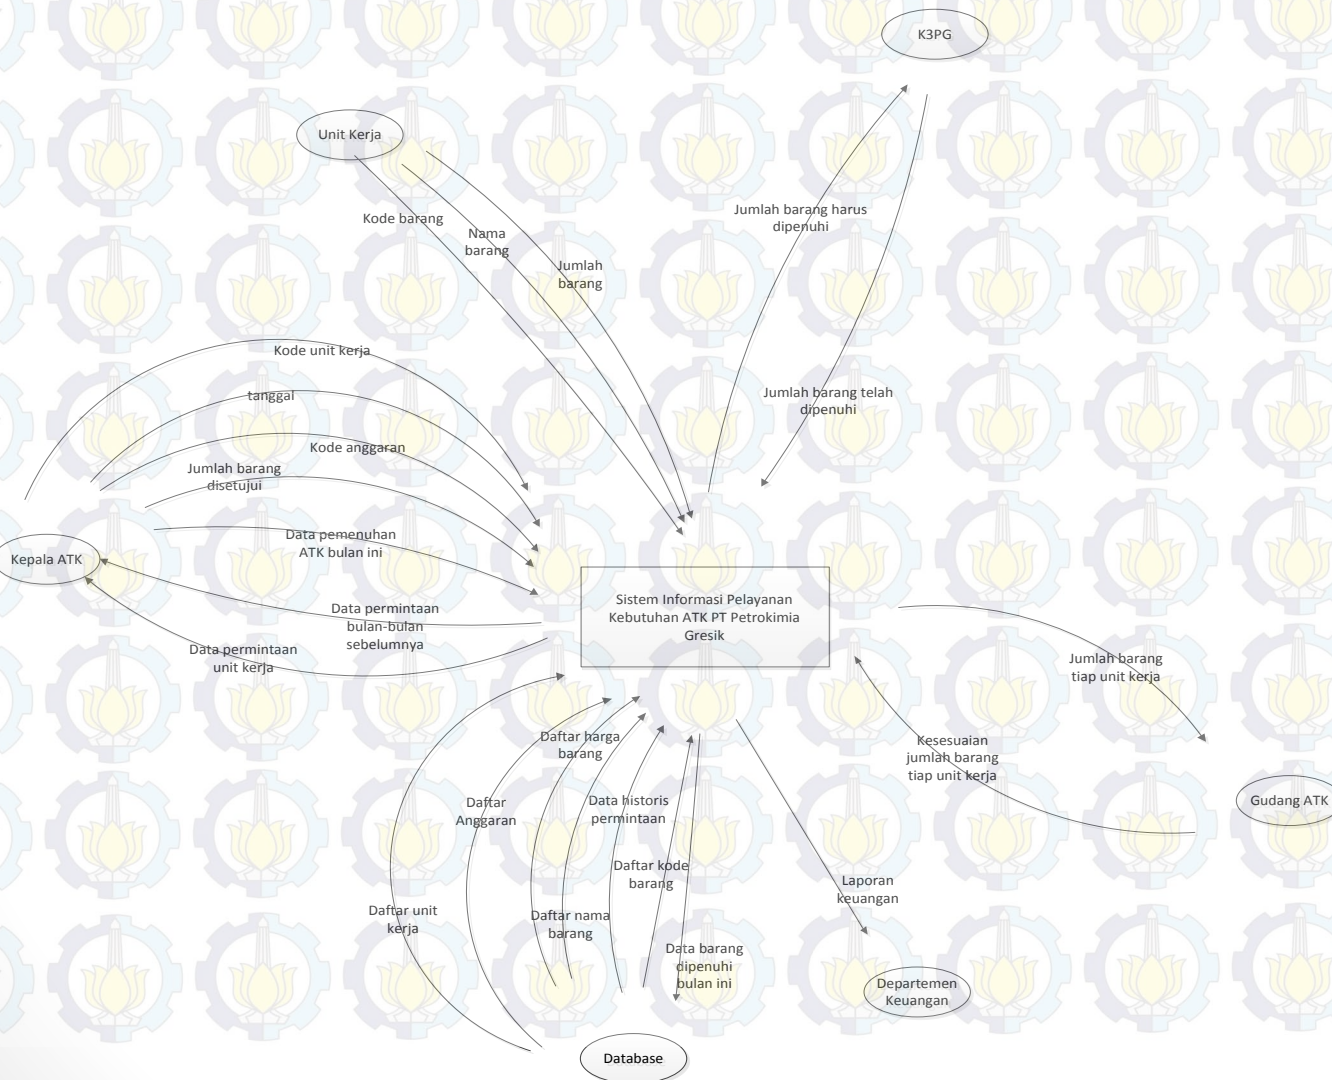 K3PG
Unit Kerja
Kode barang
Nama
barang
Jumlah
barang
Jumlah barang harus
dipenuhi
Jumlah barang telah
dipenuhi
Kode unit kerja
tanggal
Kode anggaran
Jumlah barang
disetujui
Data pemenuhan
ATK bulan ini
Kepala ATK
Data permintaan
bulan-bulan
sebelumnya
Data permintaan
unit kerja
Sistem Informasi Pelayanan
Kebutuhan ATK PT Petrokimia
Gresik
Jumlah barang
tiap unit kerja
Kesesuaian
jumlah barang
tiap unit kerja
Gudang ATK
Daftar harga
barang
Daftar
Anggaran
Data historis
permintaan
Daftar kode
barang
Laporan
keuangan
Daftar unit
kerja
Daftar nama
barang
Data barang
dipenuhi
bulan ini
Departemen
Keuangan
Database